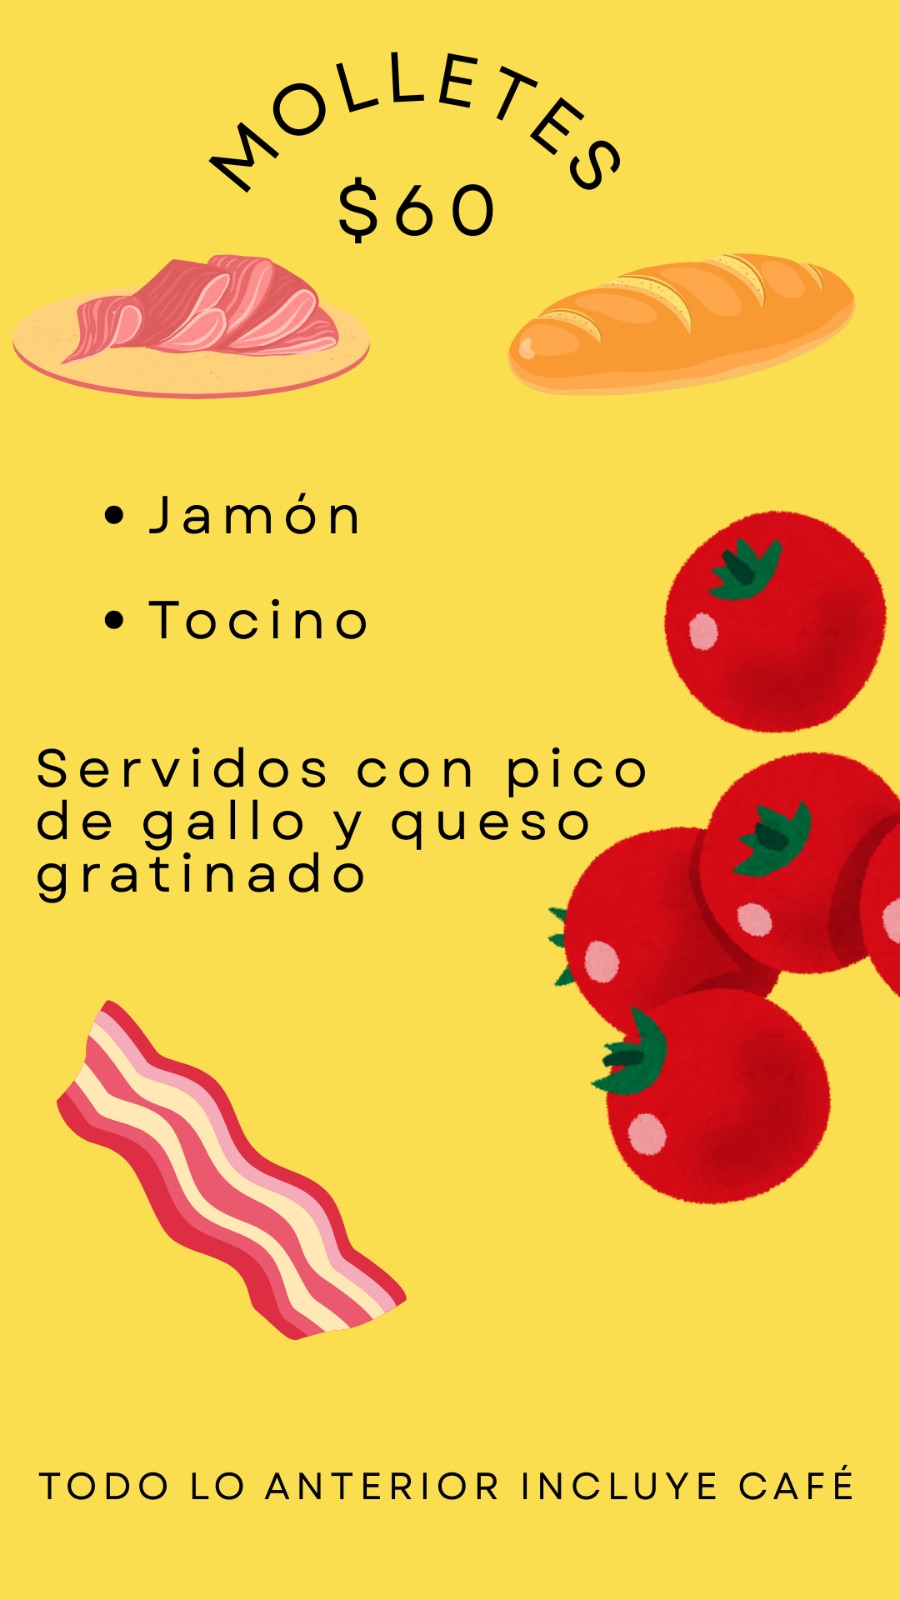 MOLLETES
$60
• Jamón
• Tocino
Servidos con pico
de gallo y queso
gratinado
TODO LO ANTERIOR INCLUYE CAFÉ